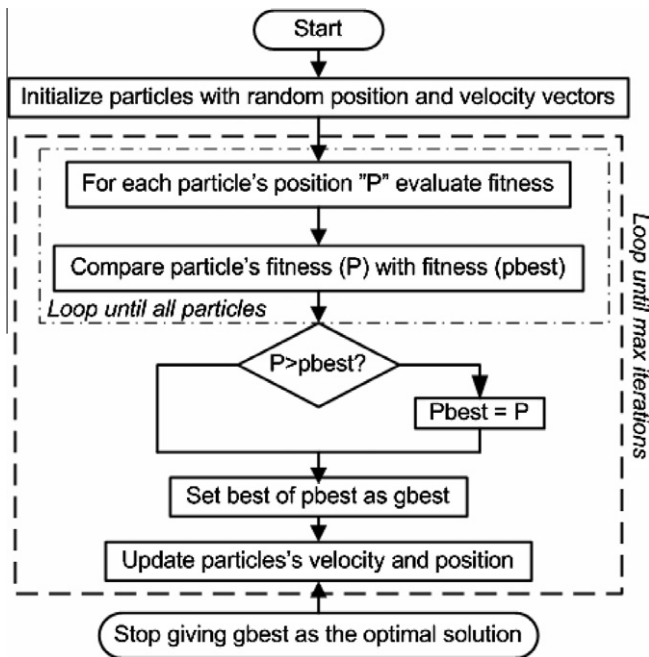 Start
Initialize particles with random position and velocity vectors
For each particle's position "P" evaluate fitness
Compare particle's fitness (P) with fitness (pbest)
Loop until all particles
Loop until max iterations
P>pbest?
Pbest = P
Set best of pbest as gbest
Update particles's velocity and position
Stop giving gbest as the optimal solution